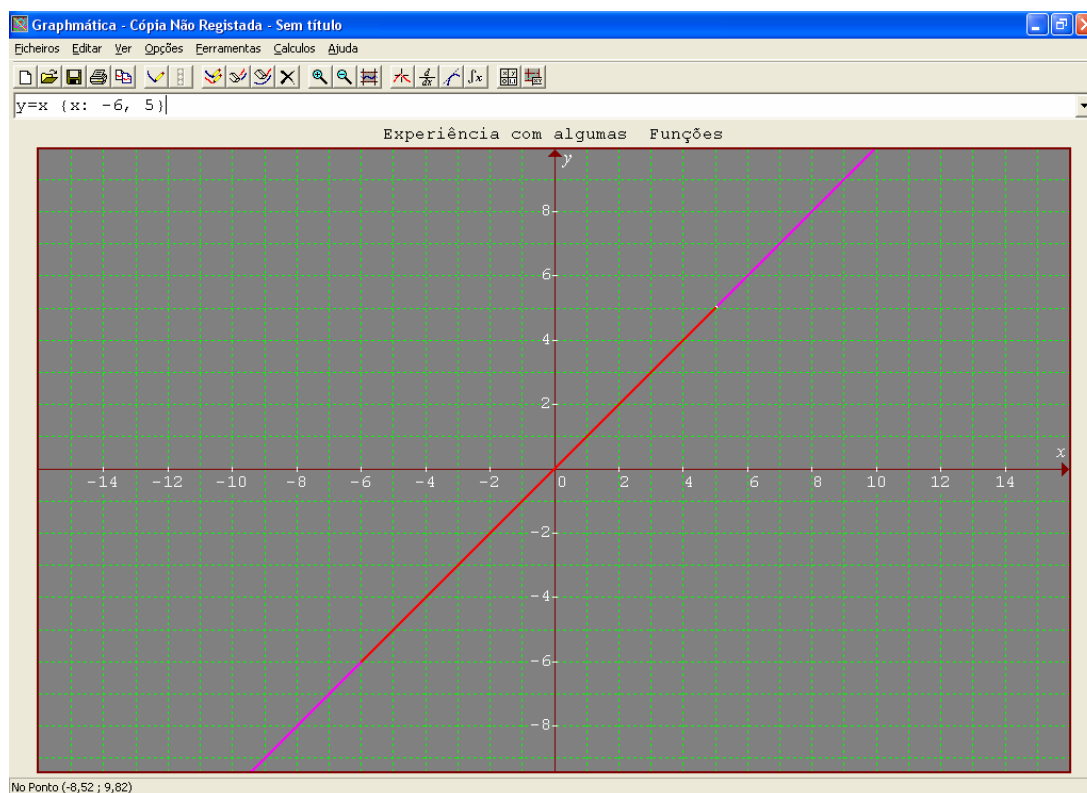 Graphmática - Cópia Não Registada - Sem título
Ficheiros Editar Ver Opções Ferramentas Calculos Ajuda
y=x {x: -6, 5}
Experiência com algumas Funções
y
8
6
4
2
x
-14 -12 -10 -8 -6 -4 -2 0 2 4 6 8 10 12 14
-2
-4
-6
-8
No Ponto (-8,52 ; 9,82)